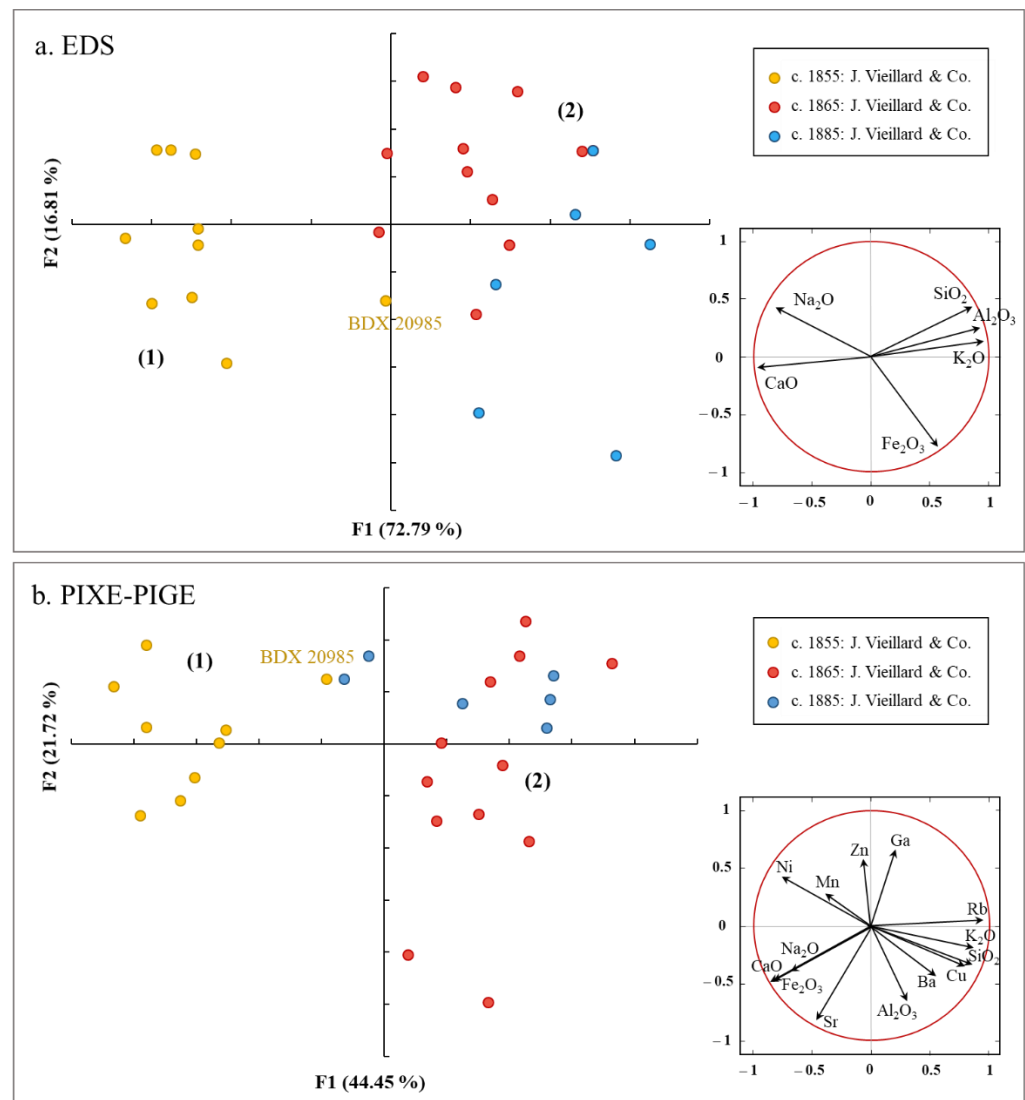 a. EDS
c. 1855: J. Vieillard & Co.
c. 1865: J. Vieillard & Co.
c. 1885: J. Vieillard & Co.
(2)
F2 (16.81 %)
BDX 20985
(1)
F1 (72.79 %)
1
0.5
0
−0.5
−1
Na₂O
SiO₂
Al₂O₃
K₂O
CaO
Fe₂O₃
−1
−0.5
0
0.5
1
b. PIXE-PIGE
c. 1855: J. Vieillard & Co.
c. 1865: J. Vieillard & Co.
c. 1885: J. Vieillard & Co.
(1)
BDX 20985
F2 (21.72 %)
(2)
F1 (44.45 %)
1
0.5
0
−0.5
−1
Zn
Ga
Ni
Mn
Rb
K₂O
SiO₂
Na₂O
CaO
Fe₂O₃
Cu
Ba
Al₂O₃
Sr
−1
−0.5
0
0.5
1